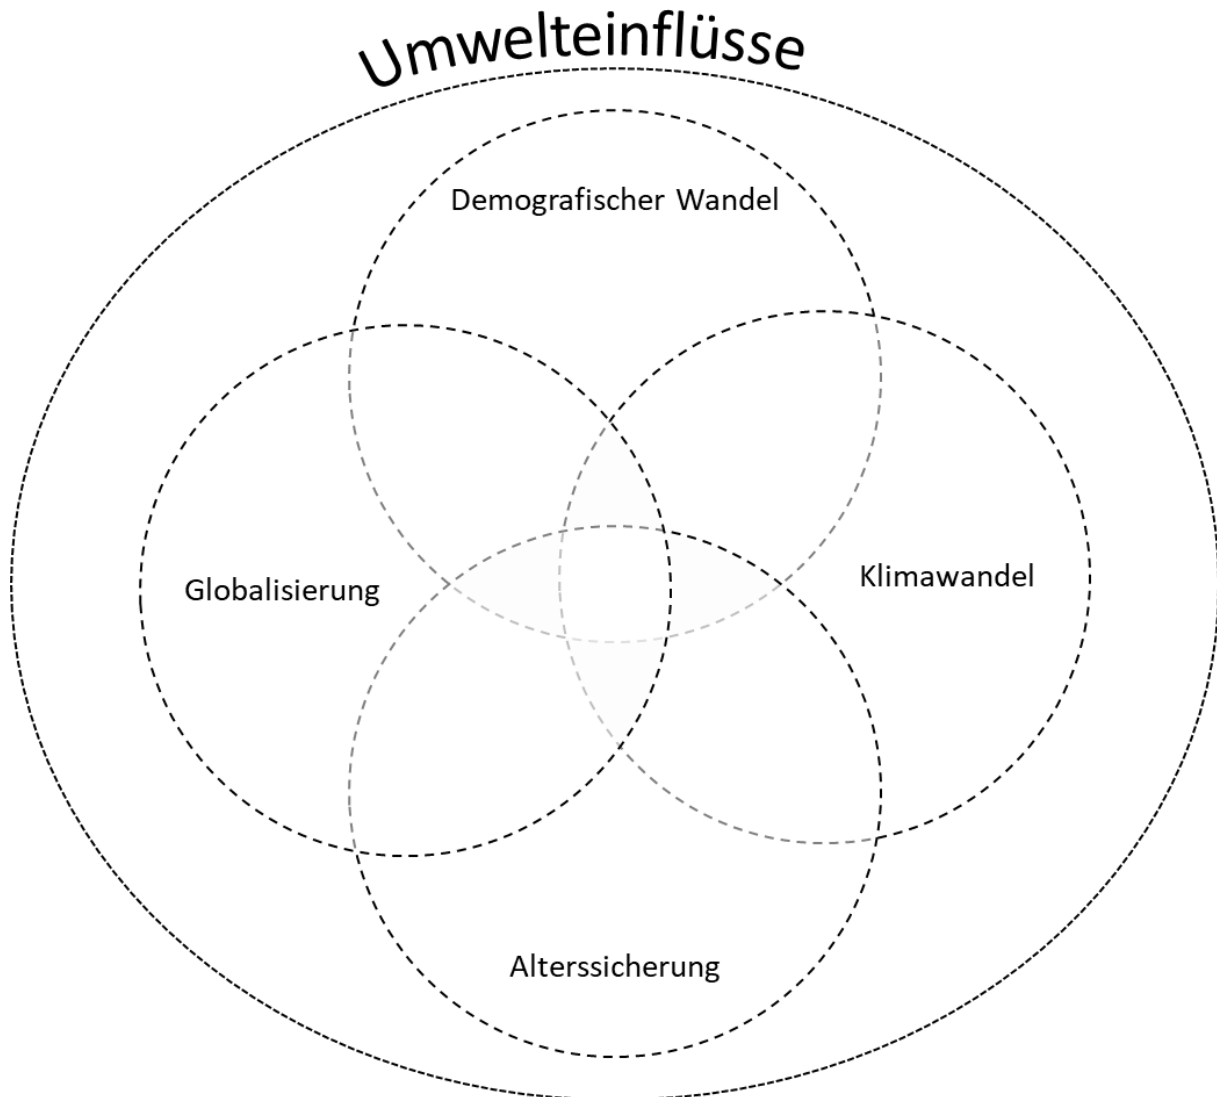 Umwelteinflüsse
Demografischer Wandel
Globalisierung
Klimawandel
Alterssicherung